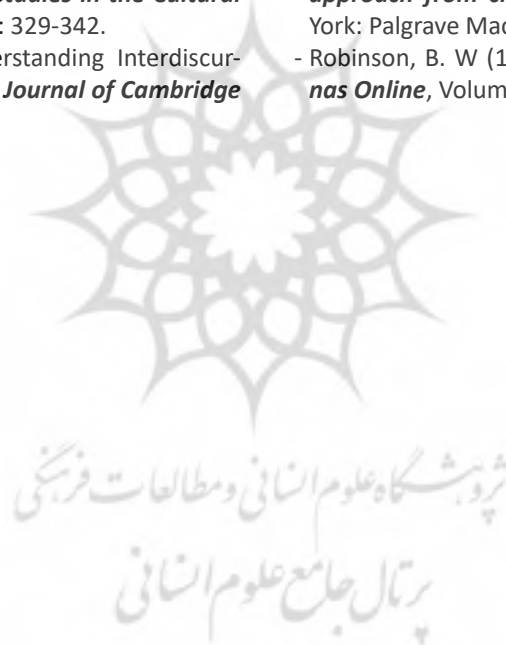 tudies in the Cultural
: 329-342.
erstanding Interdiscur-
Journal of Cambridge
approach from c
York: Palgrave Mac
- Robinson, B. W (1
nas Online, Volum
پژوهشگاه علوم انسانی و مطالعات فرهنگی
پرتال جامع علوم انسانی